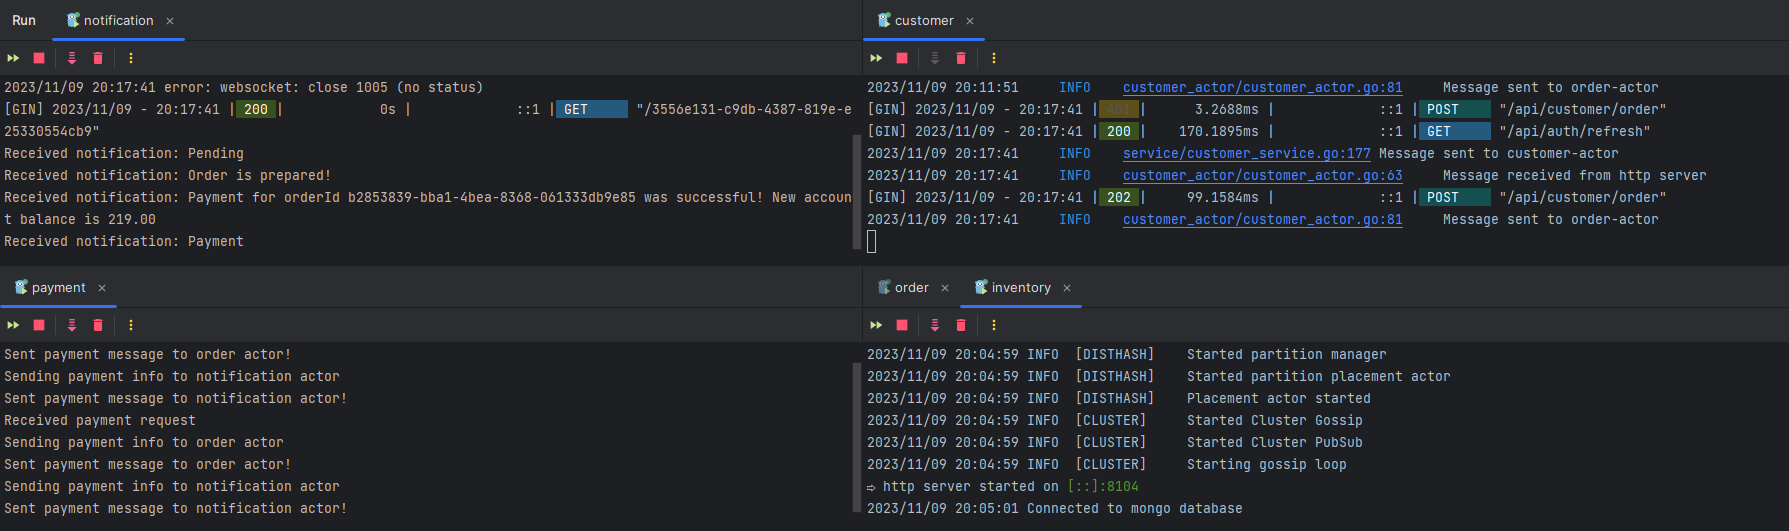 Run
notification
2023/11/09 20:17:41 error: websocket: close 1005 (no status)
[GIN] 2023/11/09 - 20:17:41 | 200 | 0s | ::1 | GET "/3556e131-c9db-4387-819e-e
25330554cb9"
Received notification: Pending
Received notification: Order is prepared!
Received notification: Payment for orderId b2853839-bba1-4bea-8368-061333db9e85 was successful! New accoun
t balance is 219.00
Received notification: Payment
customer
2023/11/09 20:11:51 INFO customer_actor/customer_actor.go:81 Message sent to order-actor
[GIN] 2023/11/09 - 20:17:41 | 401 | 3.2688ms | ::1 | POST "/api/customer/order"
[GIN] 2023/11/09 - 20:17:41 | 200 | 170.1895ms | ::1 | GET "/api/auth/refresh"
2023/11/09 20:17:41 INFO service/customer_service.go:177 Message sent to customer-actor
2023/11/09 20:17:41 INFO customer_actor/customer_actor.go:63 Message received from http server
[GIN] 2023/11/09 - 20:17:41 | 202 | 99.1584ms | ::1 | POST "/api/customer/order"
2023/11/09 20:17:41 INFO customer_actor/customer_actor.go:81 Message sent to order-actor
payment
Sent payment message to order actor!
Sending payment info to notification actor
Sent payment message to notification actor!
Received payment request
Sending payment info to order actor
Sent payment message to order actor!
Sending payment info to notification actor
Sent payment message to notification actor!
order
inventory
2023/11/09 20:04:59 INFO [DISTHASH] Started partition manager
2023/11/09 20:04:59 INFO [DISTHASH] Started partition placement actor
2023/11/09 20:04:59 INFO [DISTHASH] Placement actor started
2023/11/09 20:04:59 INFO [CLUSTER] Started Cluster Gossip
2023/11/09 20:04:59 INFO [CLUSTER] Started Cluster PubSub
2023/11/09 20:04:59 INFO [CLUSTER] Starting gossip loop
⇨ http server started on [::]:8104
2023/11/09 20:05:01 Connected to mongo database